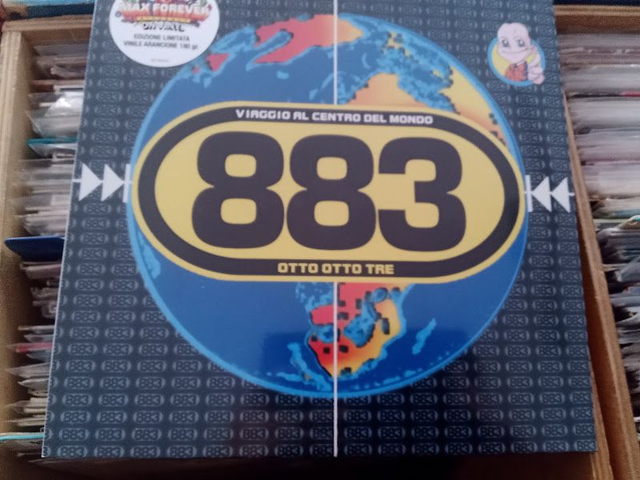 MAX FOREVER
EDIZIONE LIMITATA
VINILE ARANCIONE 180 gr.
VIAGGIO AL CENTRO DEL MONDO
883
OTTO OTTO TRE